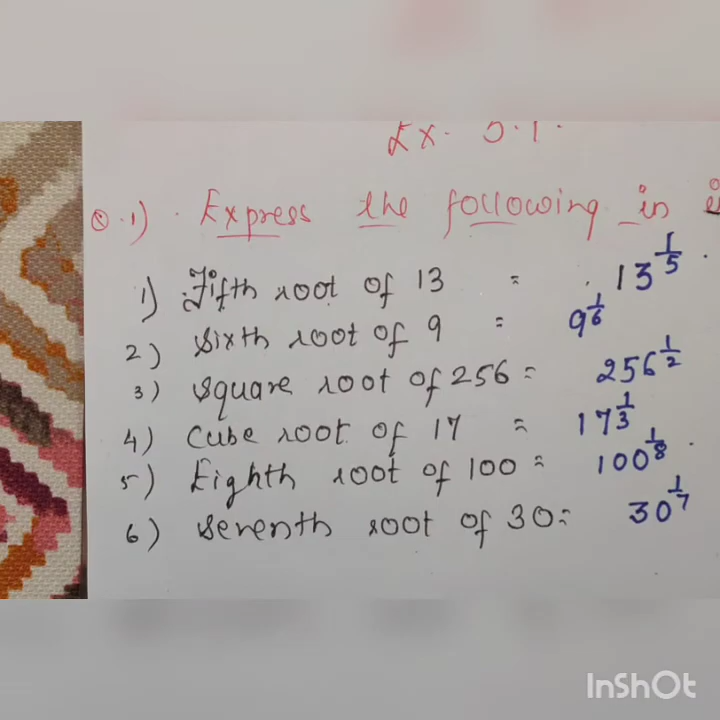 Ex. 3.1.
Q.1) Express the following in
1) Fifth root of 13 = 13^1/5.
2) Sixth root of 9 = 9^1/6
3) Square root of 256 = 256^1/2
4) Cube root of 17 = 17^1/3
5) Eighth root of 100 = 100^1/8.
6) Seventh root of 30 = 30^1/7
InShOt